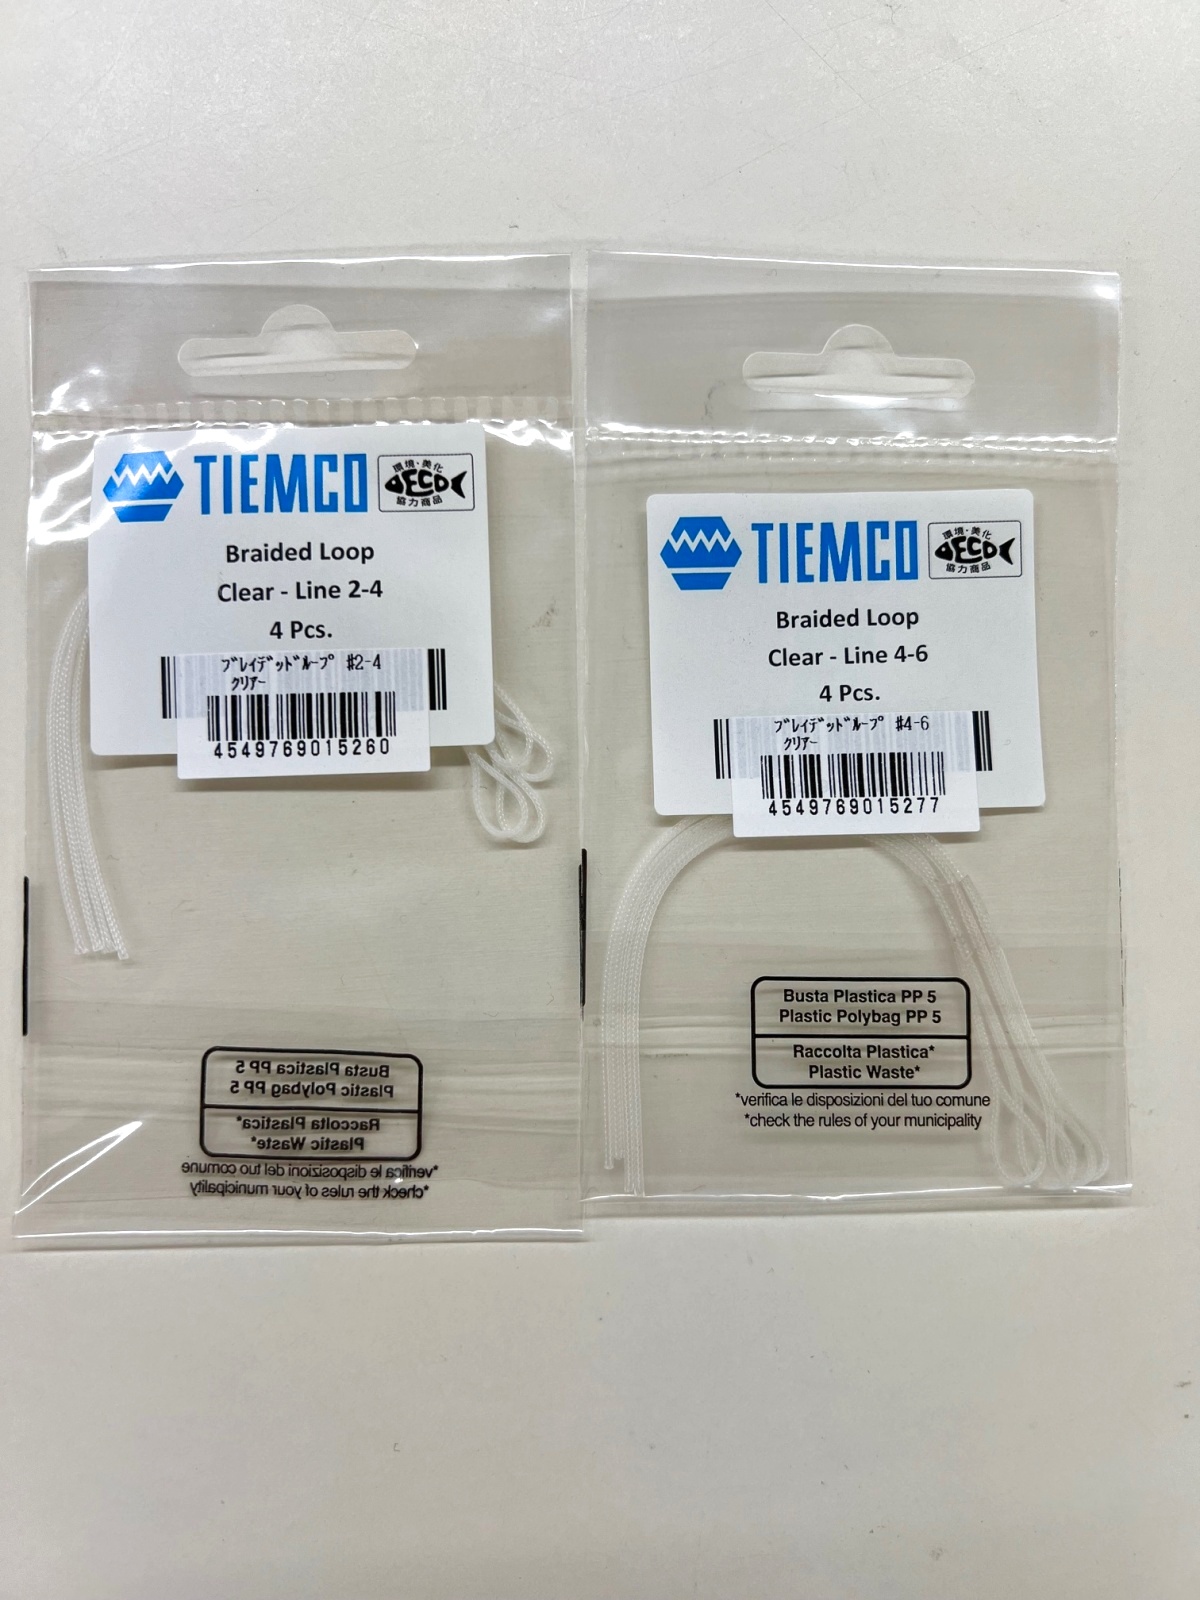 TIEMCO
環境・美化
ECO
協力商品
Braided Loop
Clear - Line 2-4
4 Pcs.
ブレイデッドループ #2-4
クリアー
4549769015260
Busta Plastica PP 5
Plastic Polybag PP 5
Raccolta Plastica*
Plastic Waste*
*verifica le disposizioni del tuo comune
*check the rules of your municipality
TIEMCO
環境・美化
ECO
協力商品
Braided Loop
Clear - Line 4-6
4 Pcs.
ブレイデッドループ #4-6
クリアー
4549769015277
Busta Plastica PP 5
Plastic Polybag PP 5
Raccolta Plastica*
Plastic Waste*
*verifica le disposizioni del tuo comune
*check the rules of your municipality